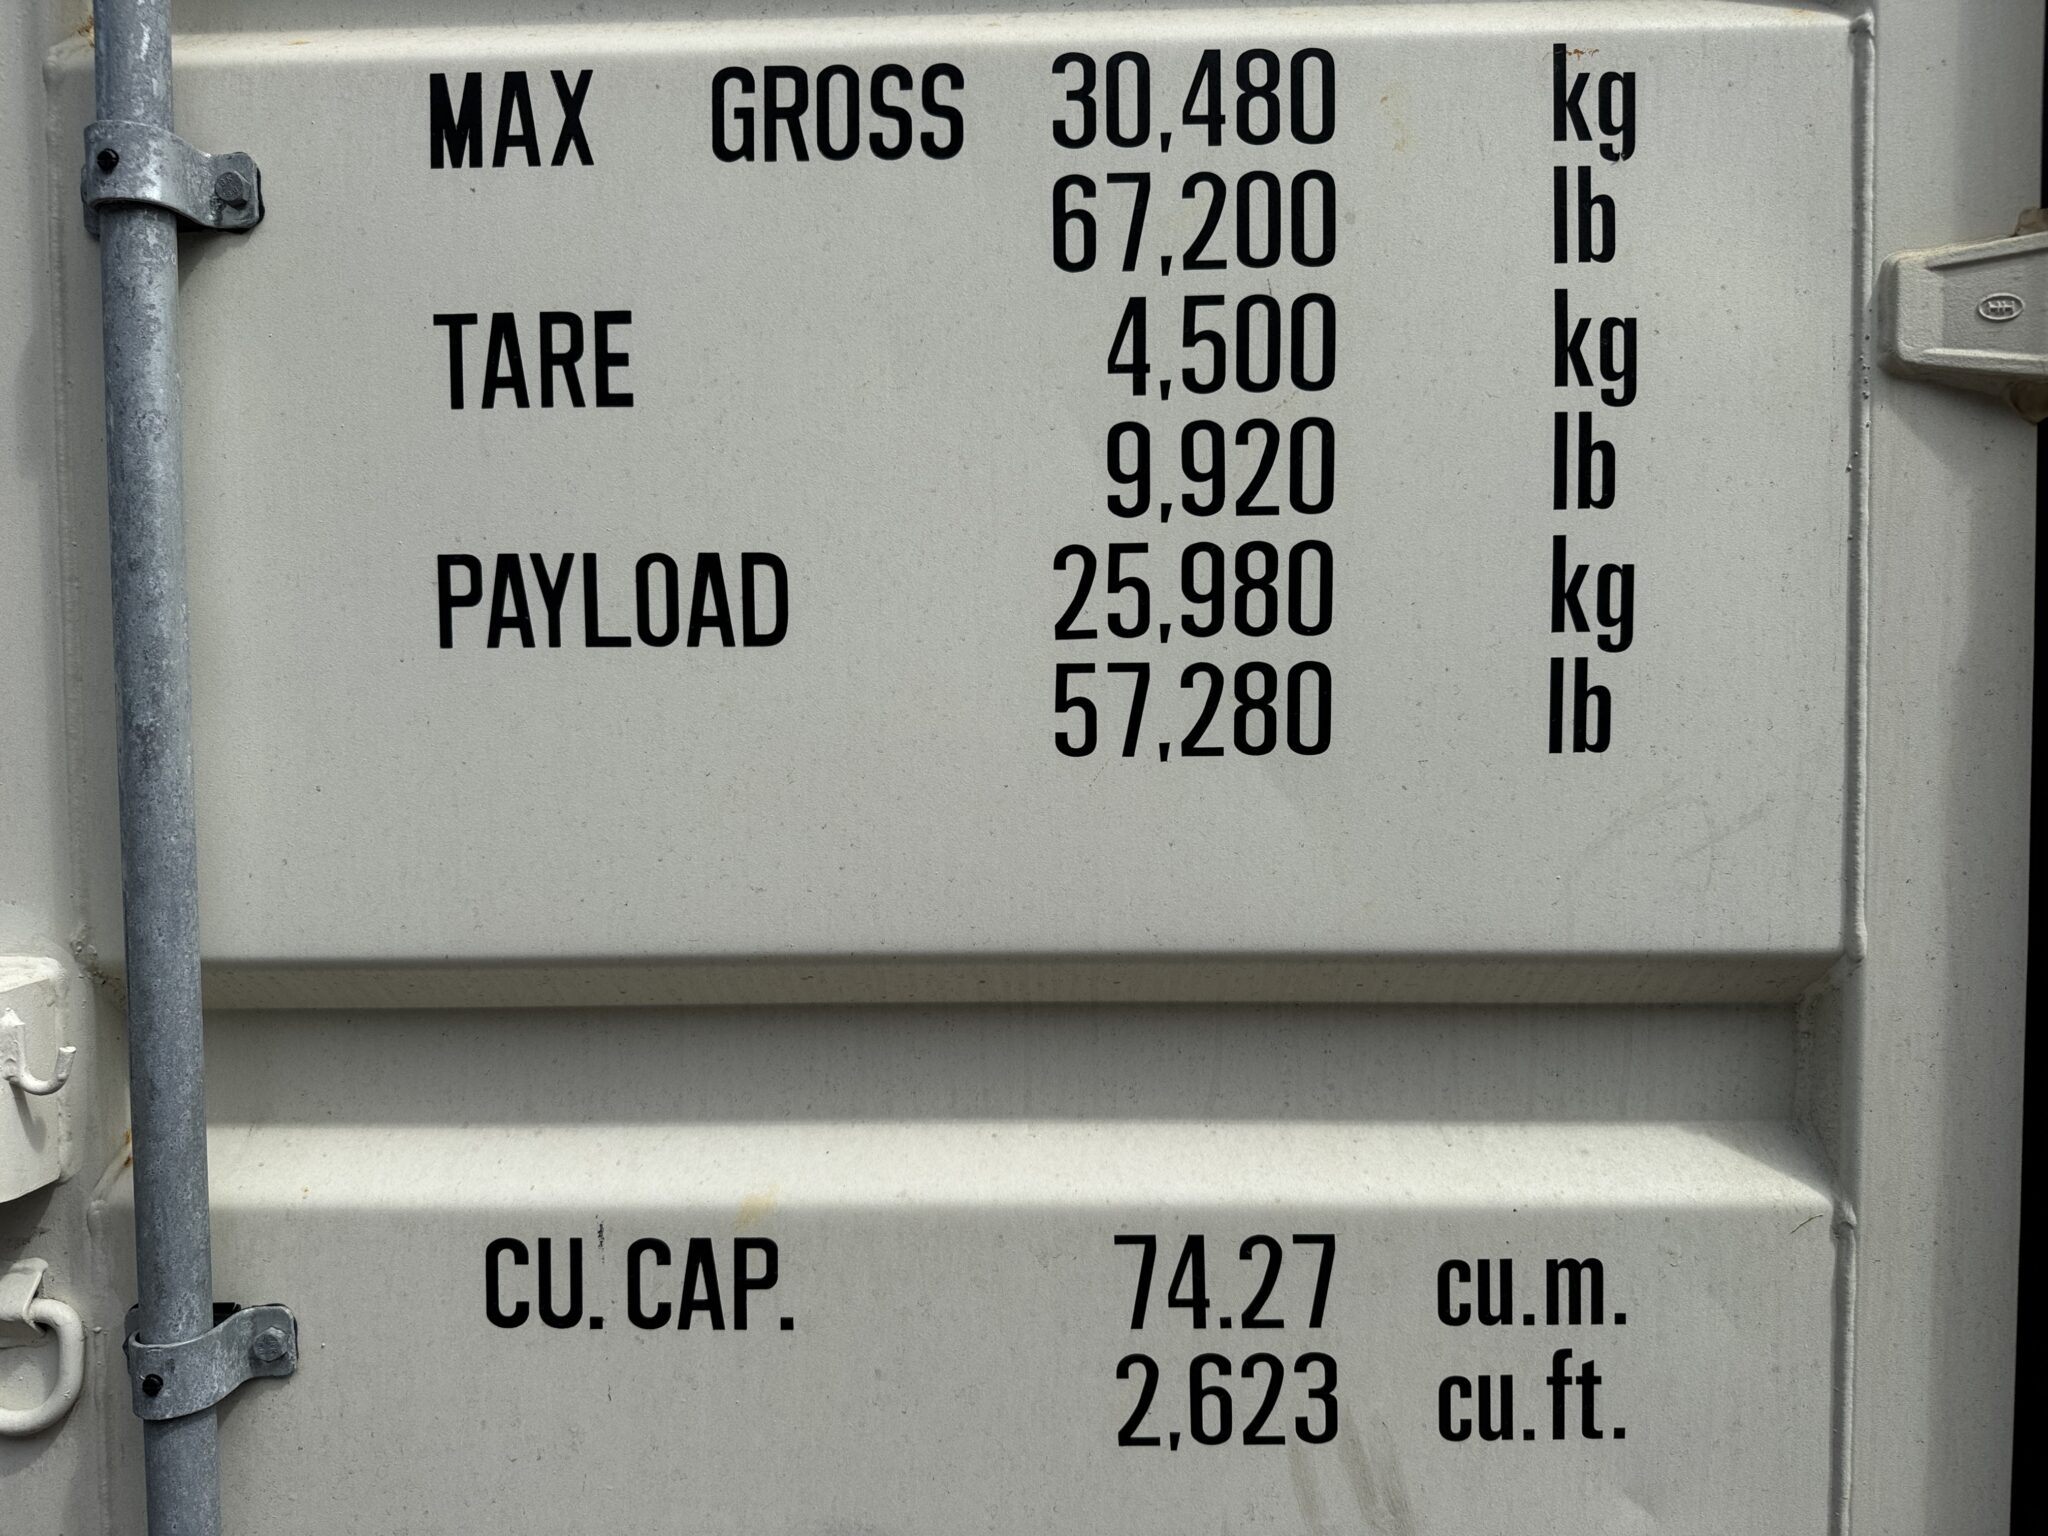 MAX GROSS 30,480 kg
67,200 lb
TARE 4,500 kg
9,920 lb
PAYLOAD 25,980 kg
57,280 lb
CU.CAP. 74.27 cu.m.
2,623 cu.ft.